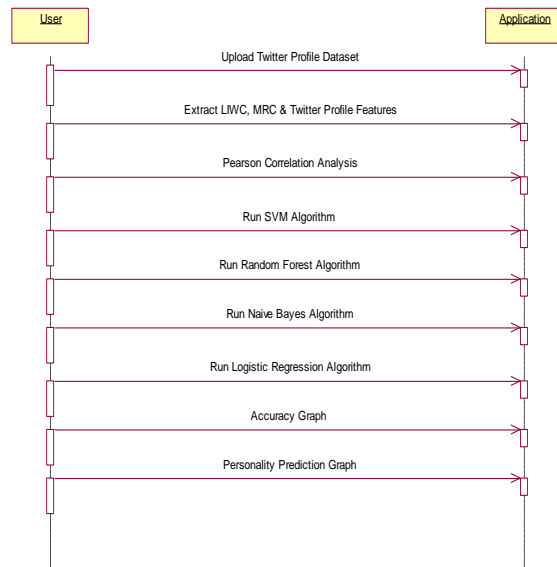 User
Application
Upload Twitter Profile Dataset
Extract LIWC, MRC & Twitter Profile Features
Pearson Correlation Analysis
Run SVM Algorithm
Run Random Forest Algorithm
Run Naive Bayes Algorithm
Run Logistic Regression Algorithm
Accuracy Graph
Personality Prediction Graph